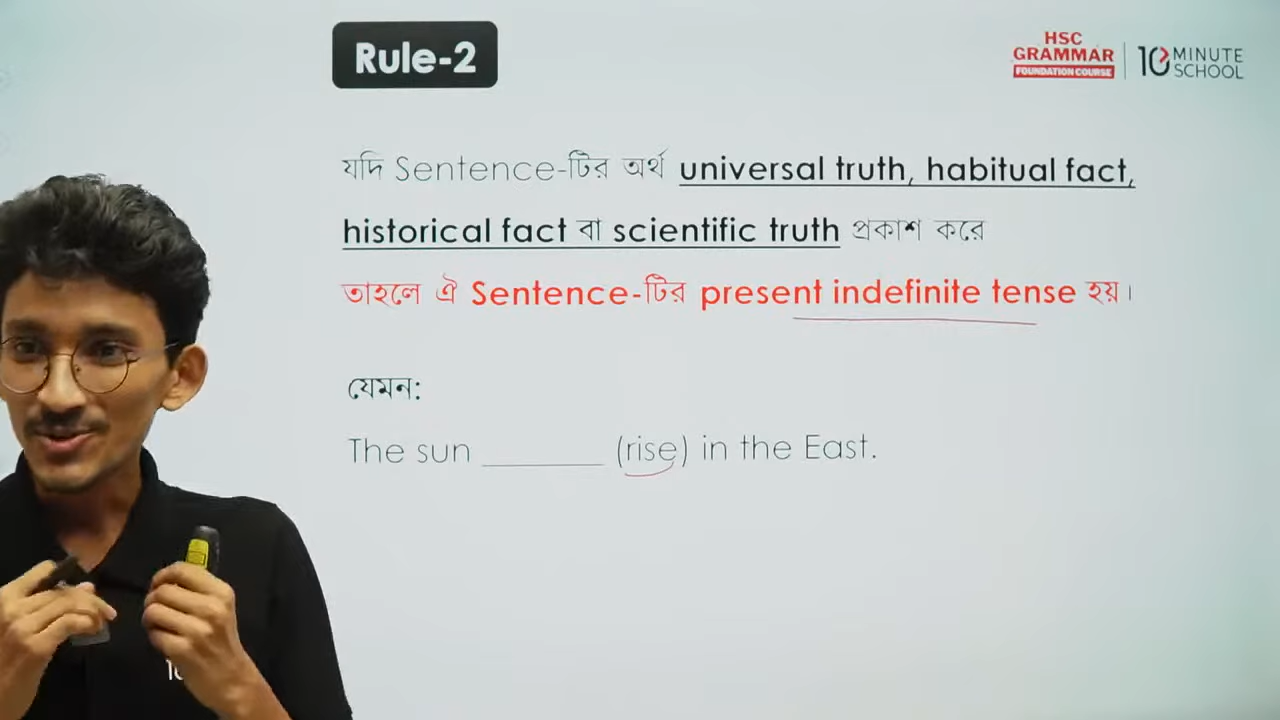 Rule-2
HSC
GRAMMAR
FOUNDATION COURSE
10 MINUTE
SCHOOL
যদি Sentence-টির অর্থ universal truth, habitual fact,
historical fact বা scientific truth প্রকাশ করে
তাহলে ঐ Sentence-টির present indefinite tense হয়।
যেমন:
The sun ________ (rise) in the East.